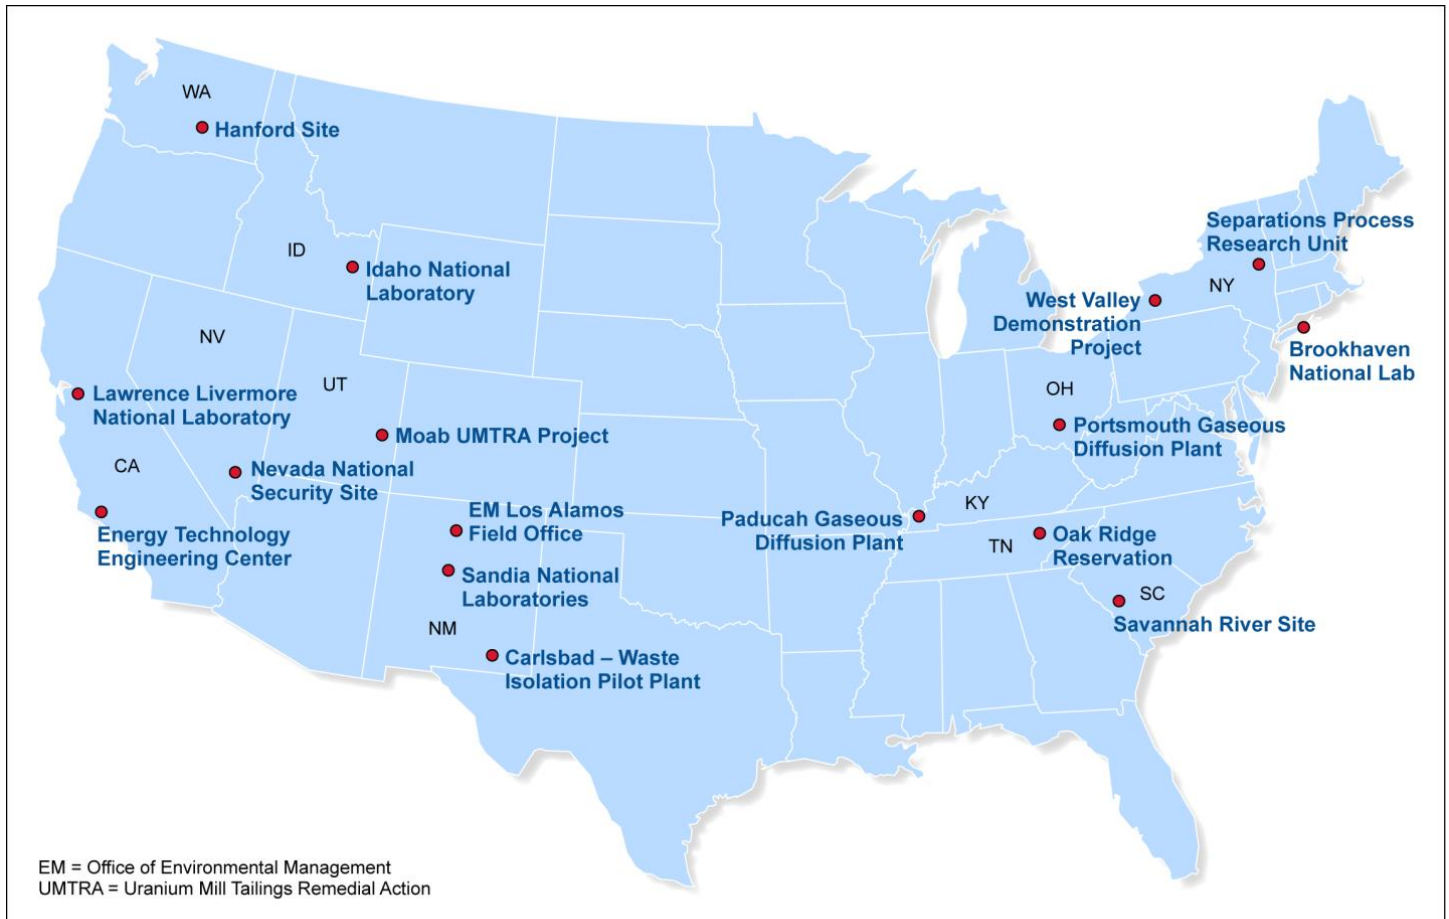 WA
Hanford Site
ID
Idaho National
Laboratory
NV
UT
Lawrence Livermore
National Laboratory
Moab UMTRA Project
CA
Nevada National
Security Site
Energy Technology
Engineering Center
EM Los Alamos
Field Office
Sandia National
Laboratories
NM
Carlsbad – Waste
Isolation Pilot Plant
Separations Process
Research Unit
NY
West Valley
Demonstration
Project
Brookhaven
National Lab
OH
Portsmouth Gaseous
Diffusion Plant
KY
Paducah Gaseous
Diffusion Plant
TN
Oak Ridge
Reservation
SC
Savannah River Site
EM = Office of Environmental Management
UMTRA = Uranium Mill Tailings Remedial Action